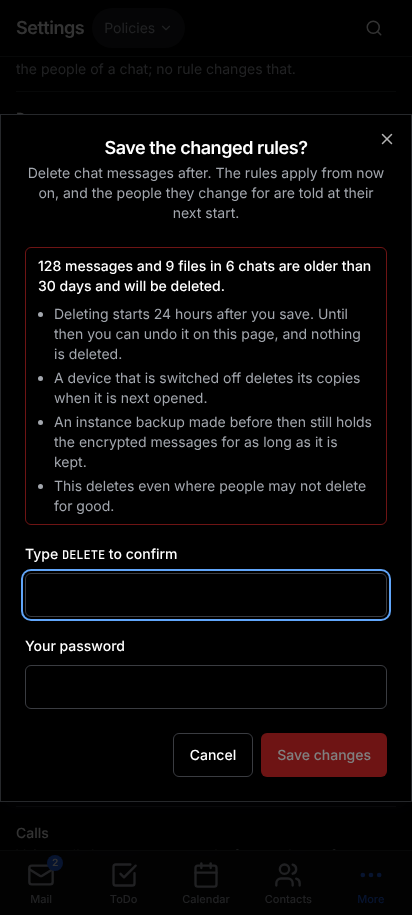 Settings
Policies
the people of a chat; no rule changes that.
Save the changed rules?
Delete chat messages after. The rules apply from now
on, and the people they change for are told at their
next start.
128 messages and 9 files in 6 chats are older than
30 days and will be deleted.
• Deleting starts 24 hours after you save. Until
then you can undo it on this page, and nothing
is deleted.
• A device that is switched off deletes its copies
when it is next opened.
• An instance backup made before then still holds
the encrypted messages for as long as it is
kept.
• This deletes even where people may not delete
for good.
Type DELETE to confirm
Your password
Cancel
Save changes
Calls
2
Mail
ToDo
Calendar
Contacts
More